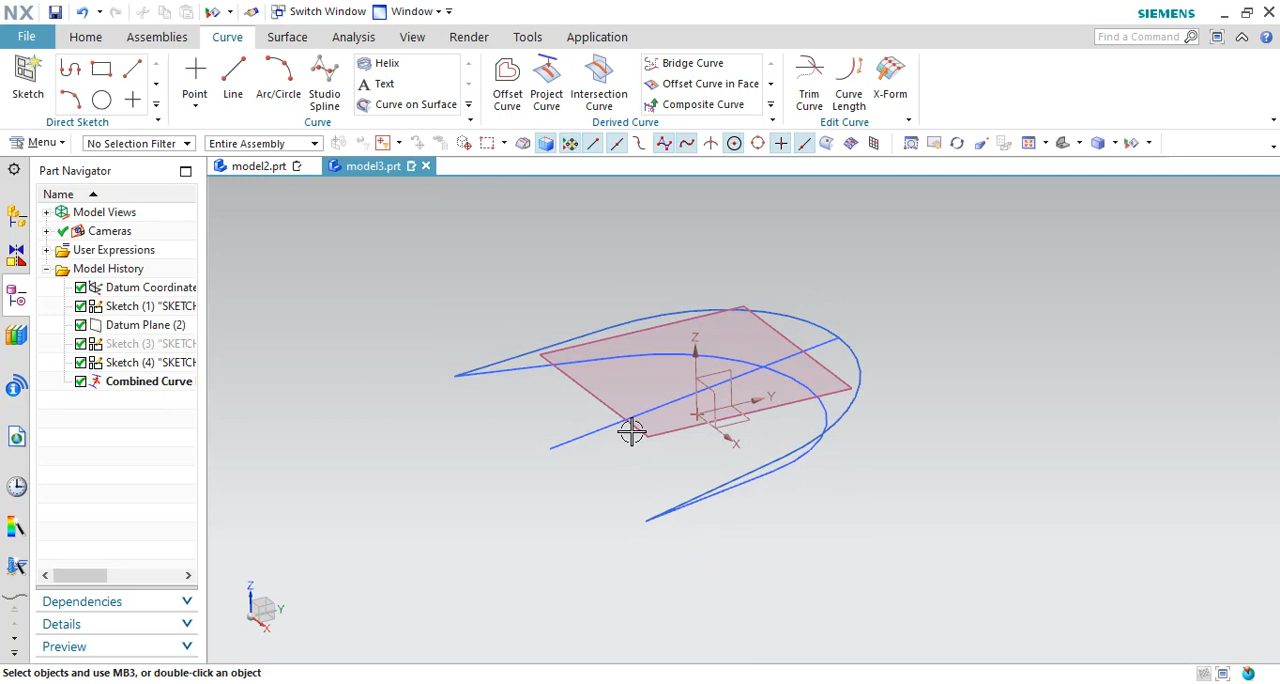 NX Switch Window Window SIEMENS
File Home Assemblies Curve Surface Analysis View Render Tools Application Find a Command
Sketch
Direct Sketch
Point Line Arc/Circle Studio Spline
Helix
Text
Curve on Surface
Curve
Offset Curve Project Curve Intersection Curve
Bridge Curve
Offset Curve in Face
Composite Curve
Derived Curve
Trim Curve Curve Length X-Form
Edit Curve
Menu No Selection Filter Entire Assembly
Part Navigator model2.prt model3.prt
Name
Model Views
Cameras
User Expressions
Model History
Datum Coordinate
Sketch (1) "SKETCH
Datum Plane (2)
Sketch (3) "SKETCH
Sketch (4) "SKETCH
Combined Curve
Z
Y
X
Z
Y
X
Dependencies
Details
Preview
Select objects and use MB3, or double-click an object